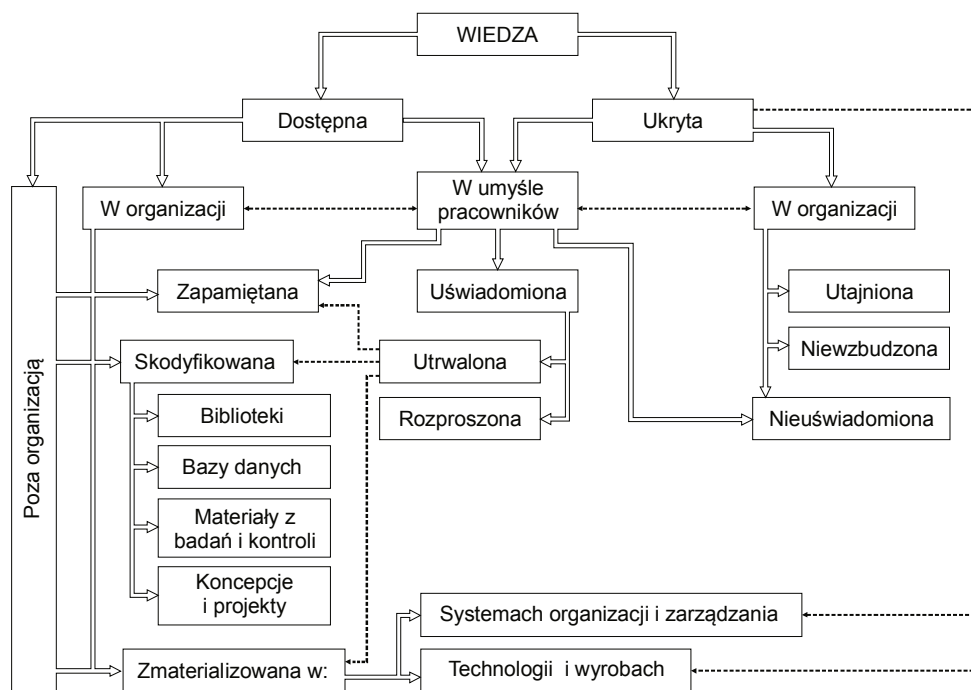 WIEDZA
Dostępna
Ukryta
W organizacji
W umyśle
pracowników
W organizacji
Zapamiętana
Uświadomiona
Utajniona
Skodyfikowana
Utrwalona
Niewzbudzona
Biblioteki
Rozproszona
Nieuświadomiona
Bazy danych
Poza organizacją
Materiały z
badań i kontroli
Koncepcje
i projekty
Systemach organizacji i zarządzania
Zmaterializowana w:
Technologii i wyrobach